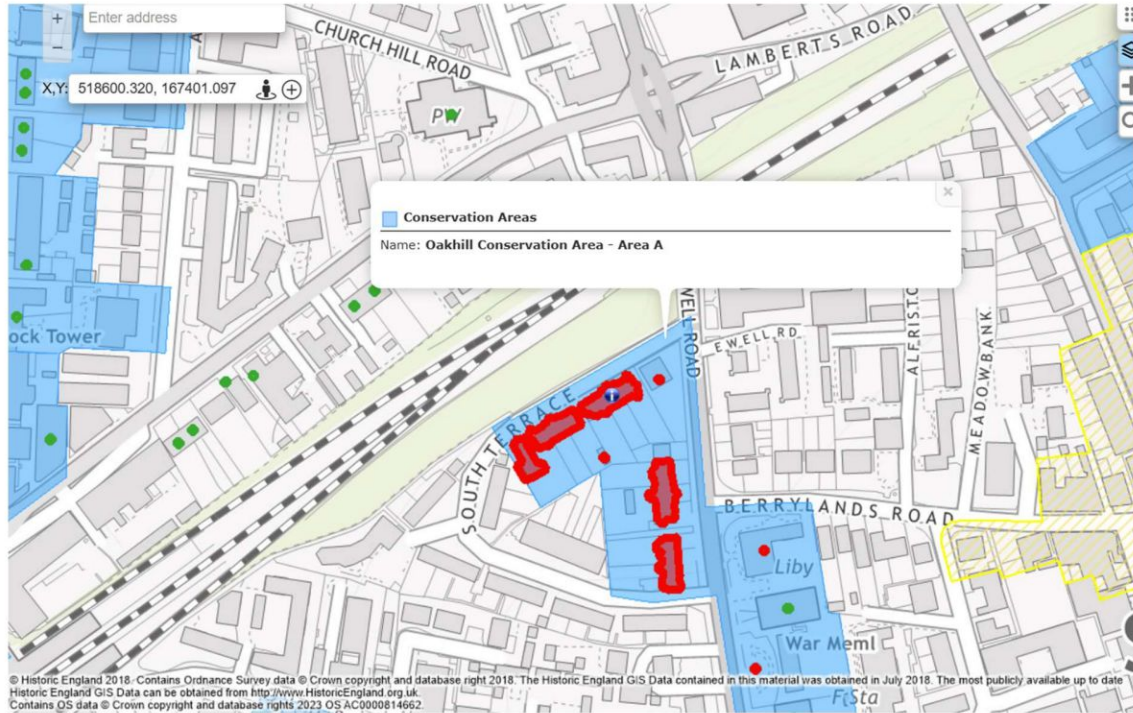 +
Enter address
−
X,Y: 518600.320, 167401.097
CHURCH HILL ROAD
LAMBERTS ROAD
PW
×
Conservation Areas
Name: Oakhill Conservation Area - Area A
ock Tower
WELL ROAD
EWELL RD
ALFRIST.C
MEADOWBANK
SOUTH TERRACE
BERRYLANDS ROAD
Liby
War Meml
F Sta
© Historic England 2018. Contains Ordnance Survey data © Crown copyright and database right 2018. The Historic England GIS Data contained in this material was obtained in July 2018. The most publicly available up to date
Historic England GIS Data can be obtained from http://www.HistoricEngland.org.uk.
Contains OS data © Crown copyright and database rights 2023 OS AC0000814662.